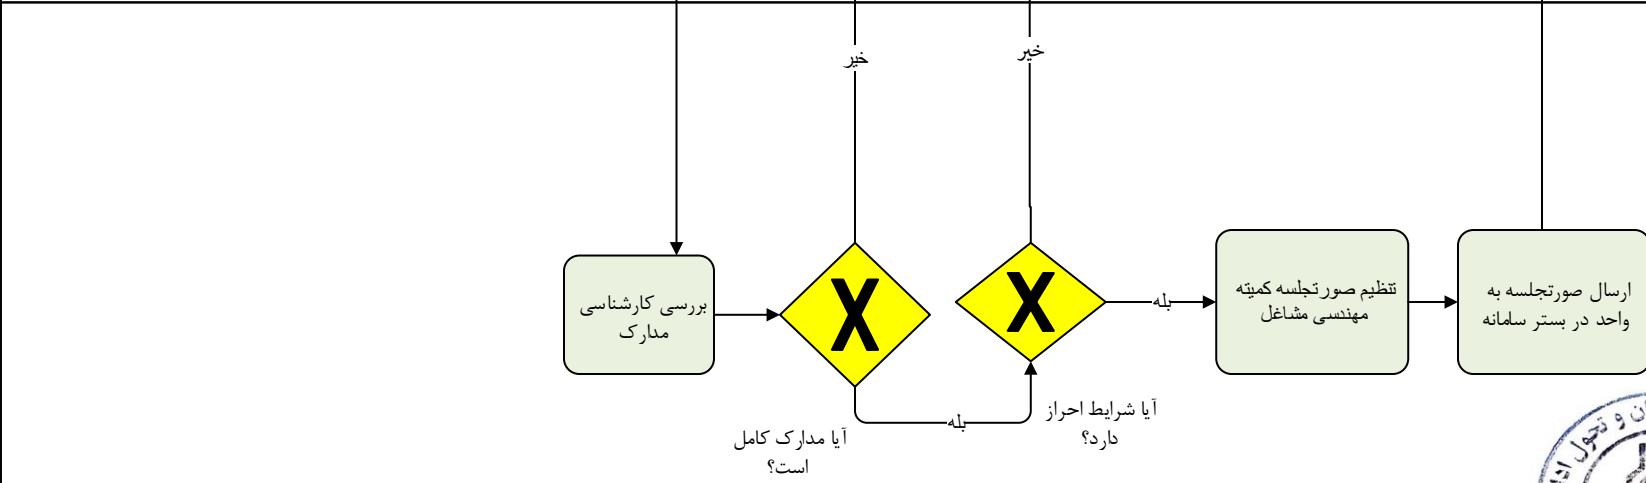 خیر
خیر
بررسی کارشناسی
مدارک
آیا مدارک کامل
است؟
بله
آیا شرایط احراز
دارد؟
بله
تنظیم صورتجلسه کمیته
مهندسی مشاغل
ارسال صورتجلسه به
واحد در بستر سامانه
و تحول